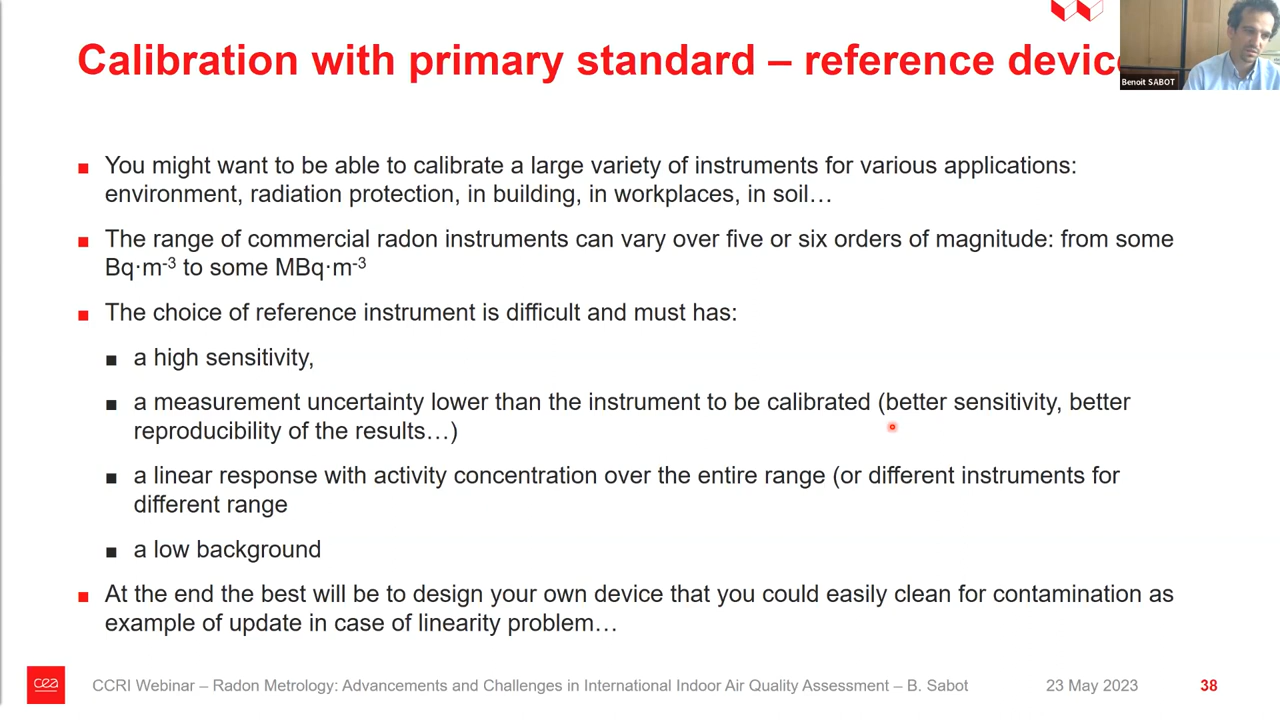 Calibration with primary standard – reference device
Benoit SABOT
You might want to be able to calibrate a large variety of instruments for various applications:
environment, radiation protection, in building, in workplaces, in soil…
The range of commercial radon instruments can vary over five or six orders of magnitude: from some
Bq·m⁻³ to some MBq·m⁻³
The choice of reference instrument is difficult and must has:
a high sensitivity,
a measurement uncertainty lower than the instrument to be calibrated (better sensitivity, better
reproducibility of the results…)
a linear response with activity concentration over the entire range (or different instruments for
different range
a low background
At the end the best will be to design your own device that you could easily clean for contamination as
example of update in case of linearity problem…
cea
CCRI Webinar – Radon Metrology: Advancements and Challenges in International Indoor Air Quality Assessment – B. Sabot
23 May 2023
38